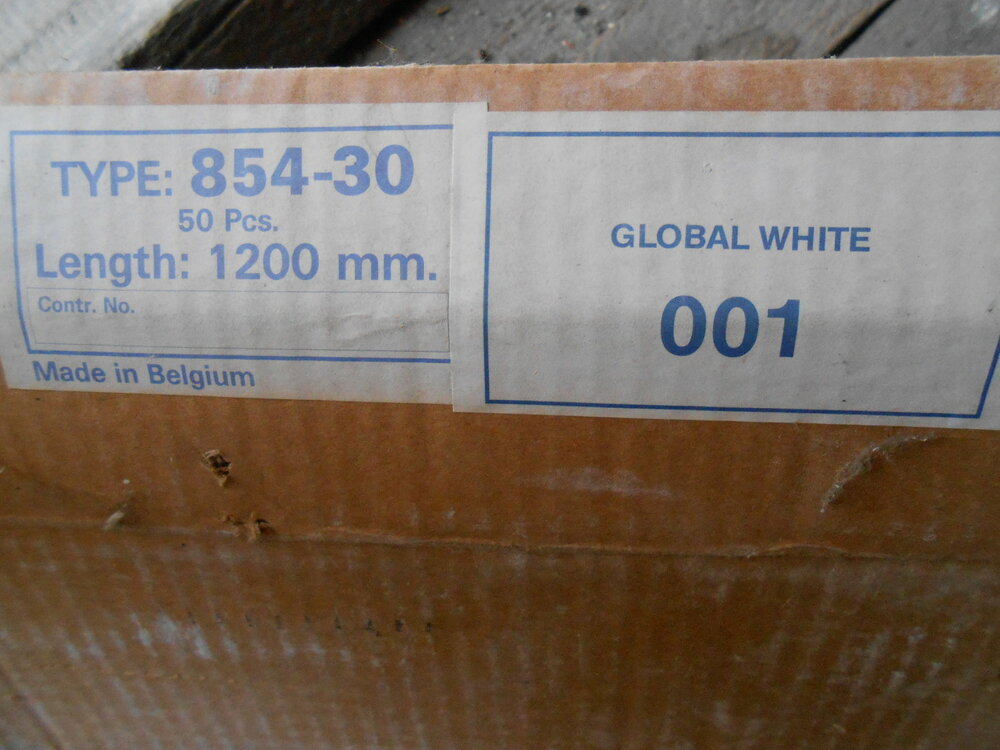 TYPE: 854-30
50 Pcs.
Length: 1200 mm.
Contr. No.
Made in Belgium
GLOBAL WHITE
001